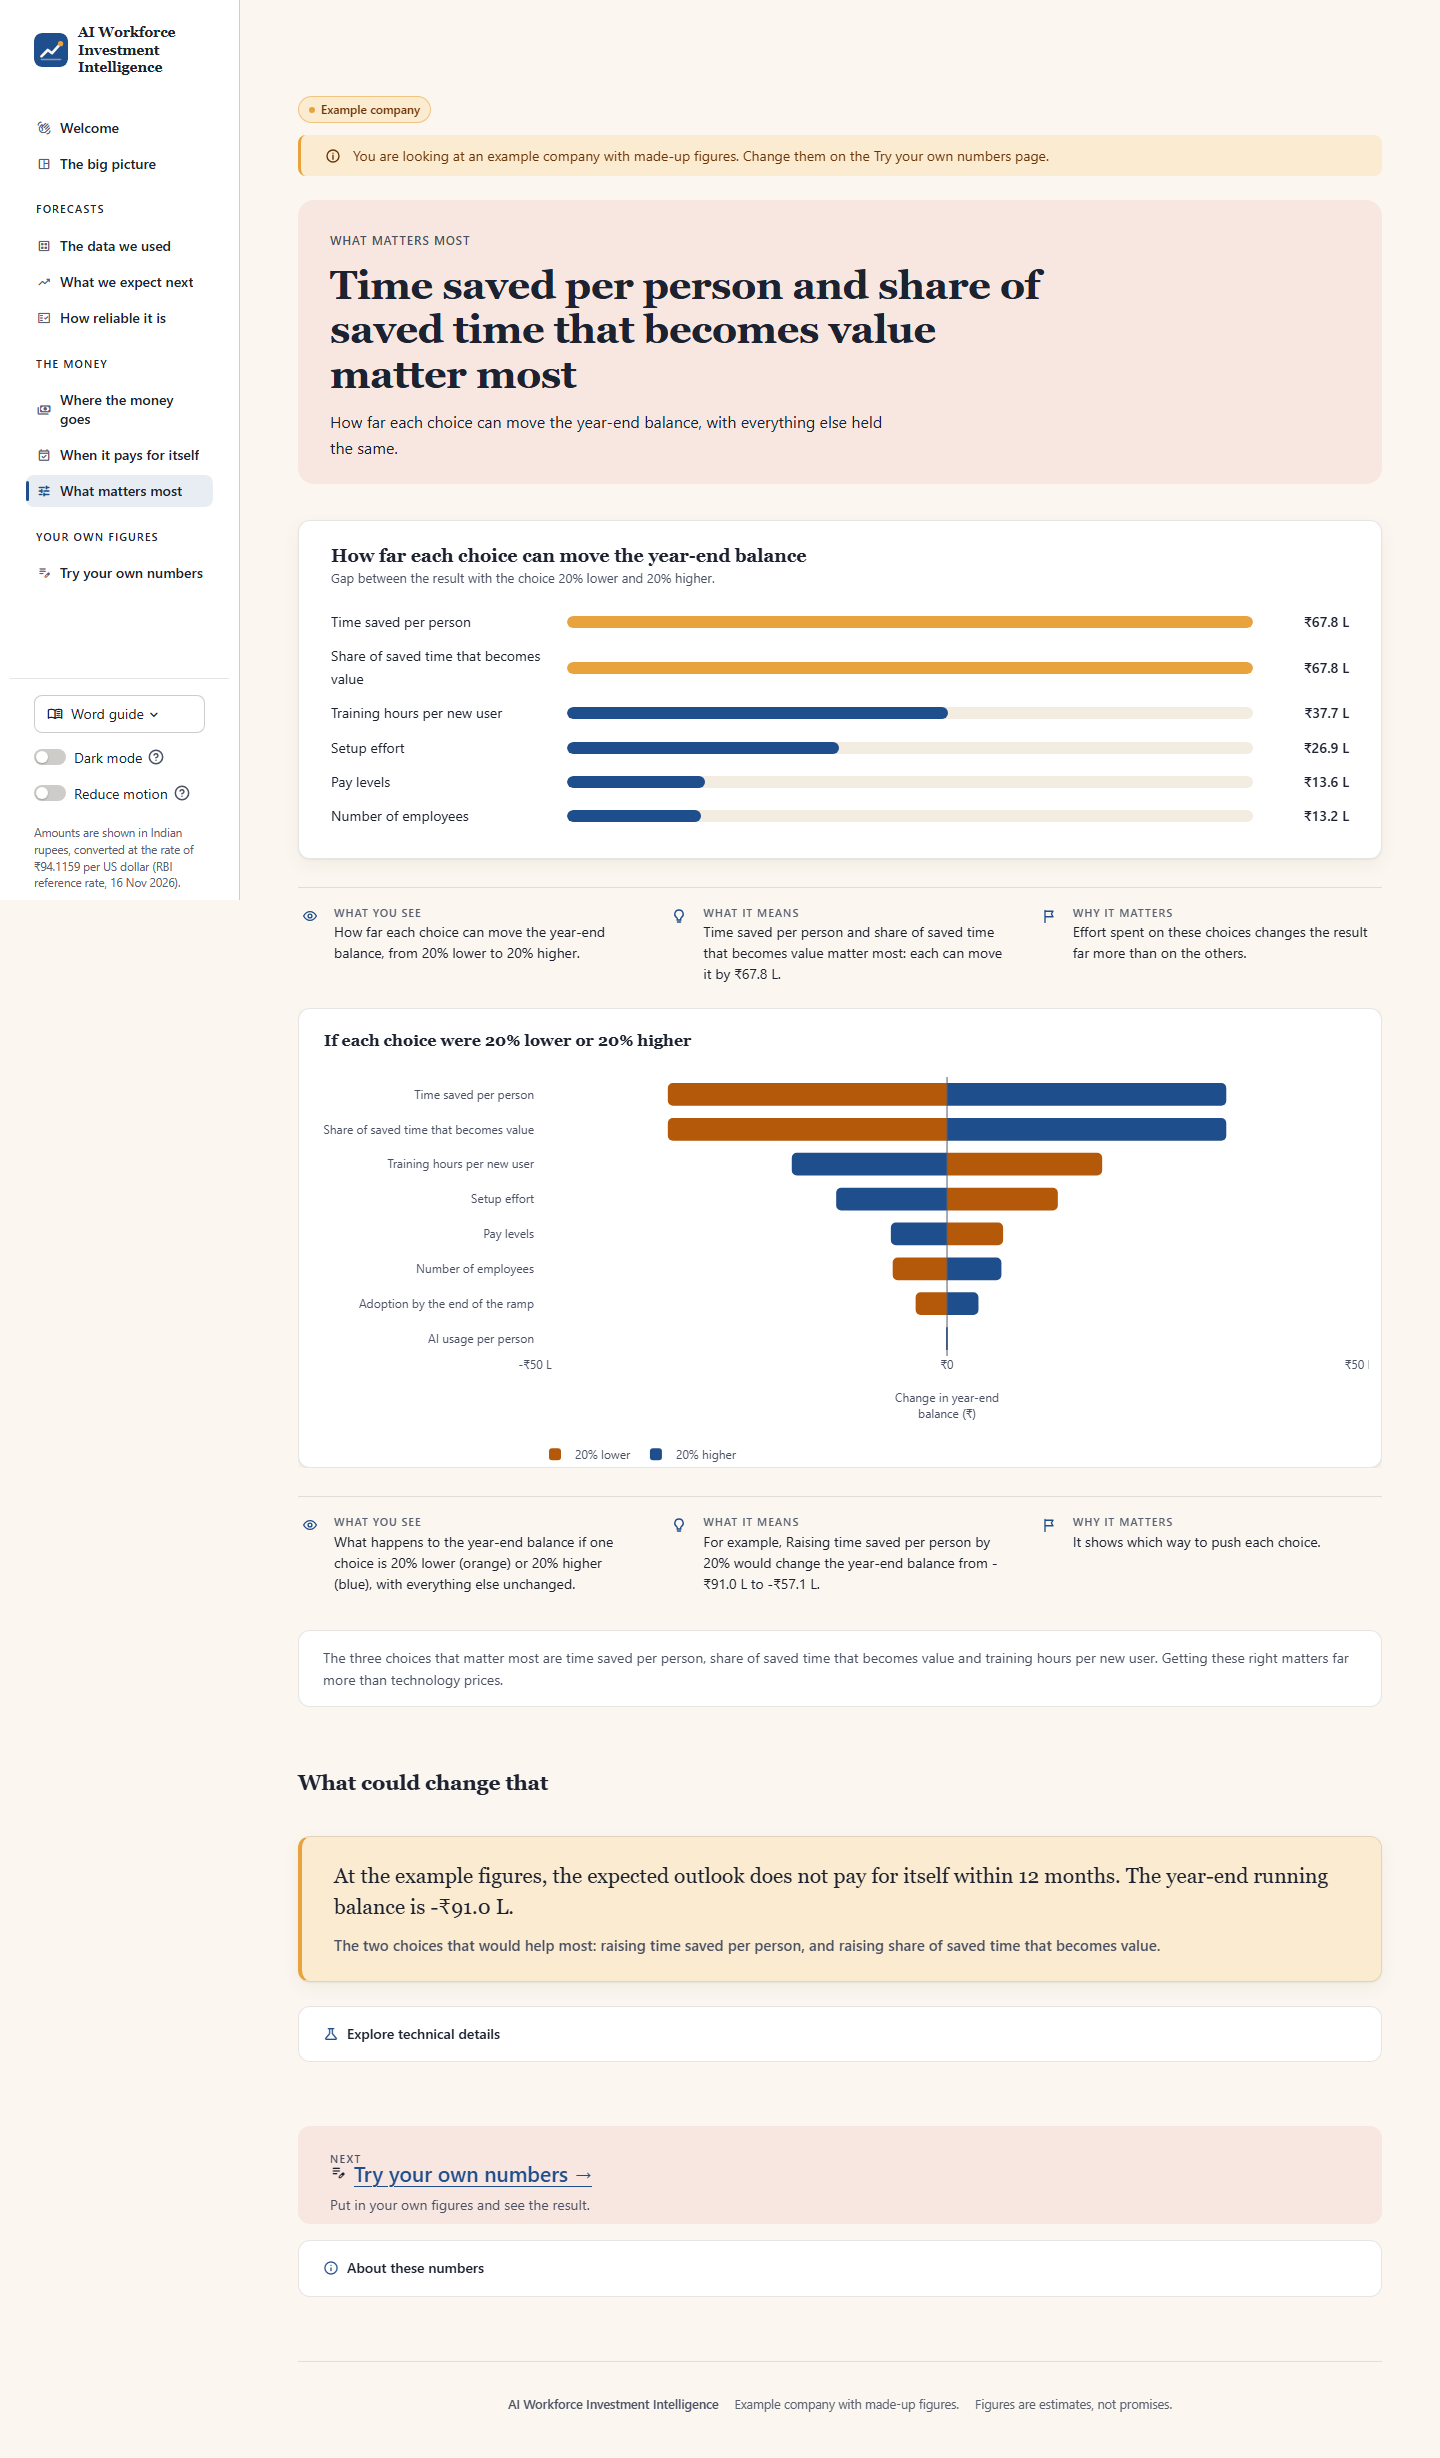 AI Workforce
Investment
Intelligence
Welcome
The big picture
FORECASTS
The data we used
What we expect next
How reliable it is
THE MONEY
Where the money
goes
When it pays for itself
What matters most
YOUR OWN FIGURES
Try your own numbers
Word guide
Dark mode
Reduce motion
Amounts are shown in Indian
rupees, converted at the rate of
₹94.1159 per US dollar (RBI
reference rate, 16 Nov 2026).
Example company
You are looking at an example company with made-up figures. Change them on the Try your own numbers page.
WHAT MATTERS MOST
Time saved per person and share of
saved time that becomes value
matter most
How far each choice can move the year-end balance, with everything else held
the same.
How far each choice can move the year-end balance
Gap between the result with the choice 20% lower and 20% higher.
Time saved per person ₹67.8 L
Share of saved time that becomes
value ₹67.8 L
Training hours per new user ₹37.7 L
Setup effort ₹26.9 L
Pay levels ₹13.6 L
Number of employees ₹13.2 L
WHAT YOU SEE
How far each choice can move the year-end
balance, from 20% lower to 20% higher.
WHAT IT MEANS
Time saved per person and share of saved time
that becomes value matter most: each can move
it by ₹67.8 L.
WHY IT MATTERS
Effort spent on these choices changes the result
far more than on the others.
If each choice were 20% lower or 20% higher
Time saved per person
Share of saved time that becomes value
Training hours per new user
Setup effort
Pay levels
Number of employees
Adoption by the end of the ramp
AI usage per person
-₹50 L ₹0 ₹50
Change in year-end
balance (₹)
20% lower 20% higher
WHAT YOU SEE
What happens to the year-end balance if one
choice is 20% lower (orange) or 20% higher
(blue), with everything else unchanged.
WHAT IT MEANS
For example, Raising time saved per person by
20% would change the year-end balance from -
₹91.0 L to -₹57.1 L.
WHY IT MATTERS
It shows which way to push each choice.
The three choices that matter most are time saved per person, share of saved time that becomes value and training hours per new user. Getting these right matters far
more than technology prices.
What could change that
At the example figures, the expected outlook does not pay for itself within 12 months. The year-end running
balance is -₹91.0 L.
The two choices that would help most: raising time saved per person, and raising share of saved time that becomes value.
Explore technical details
NEXT
Try your own numbers →
Put in your own figures and see the result.
About these numbers
AI Workforce Investment Intelligence Example company with made-up figures. Figures are estimates, not promises.